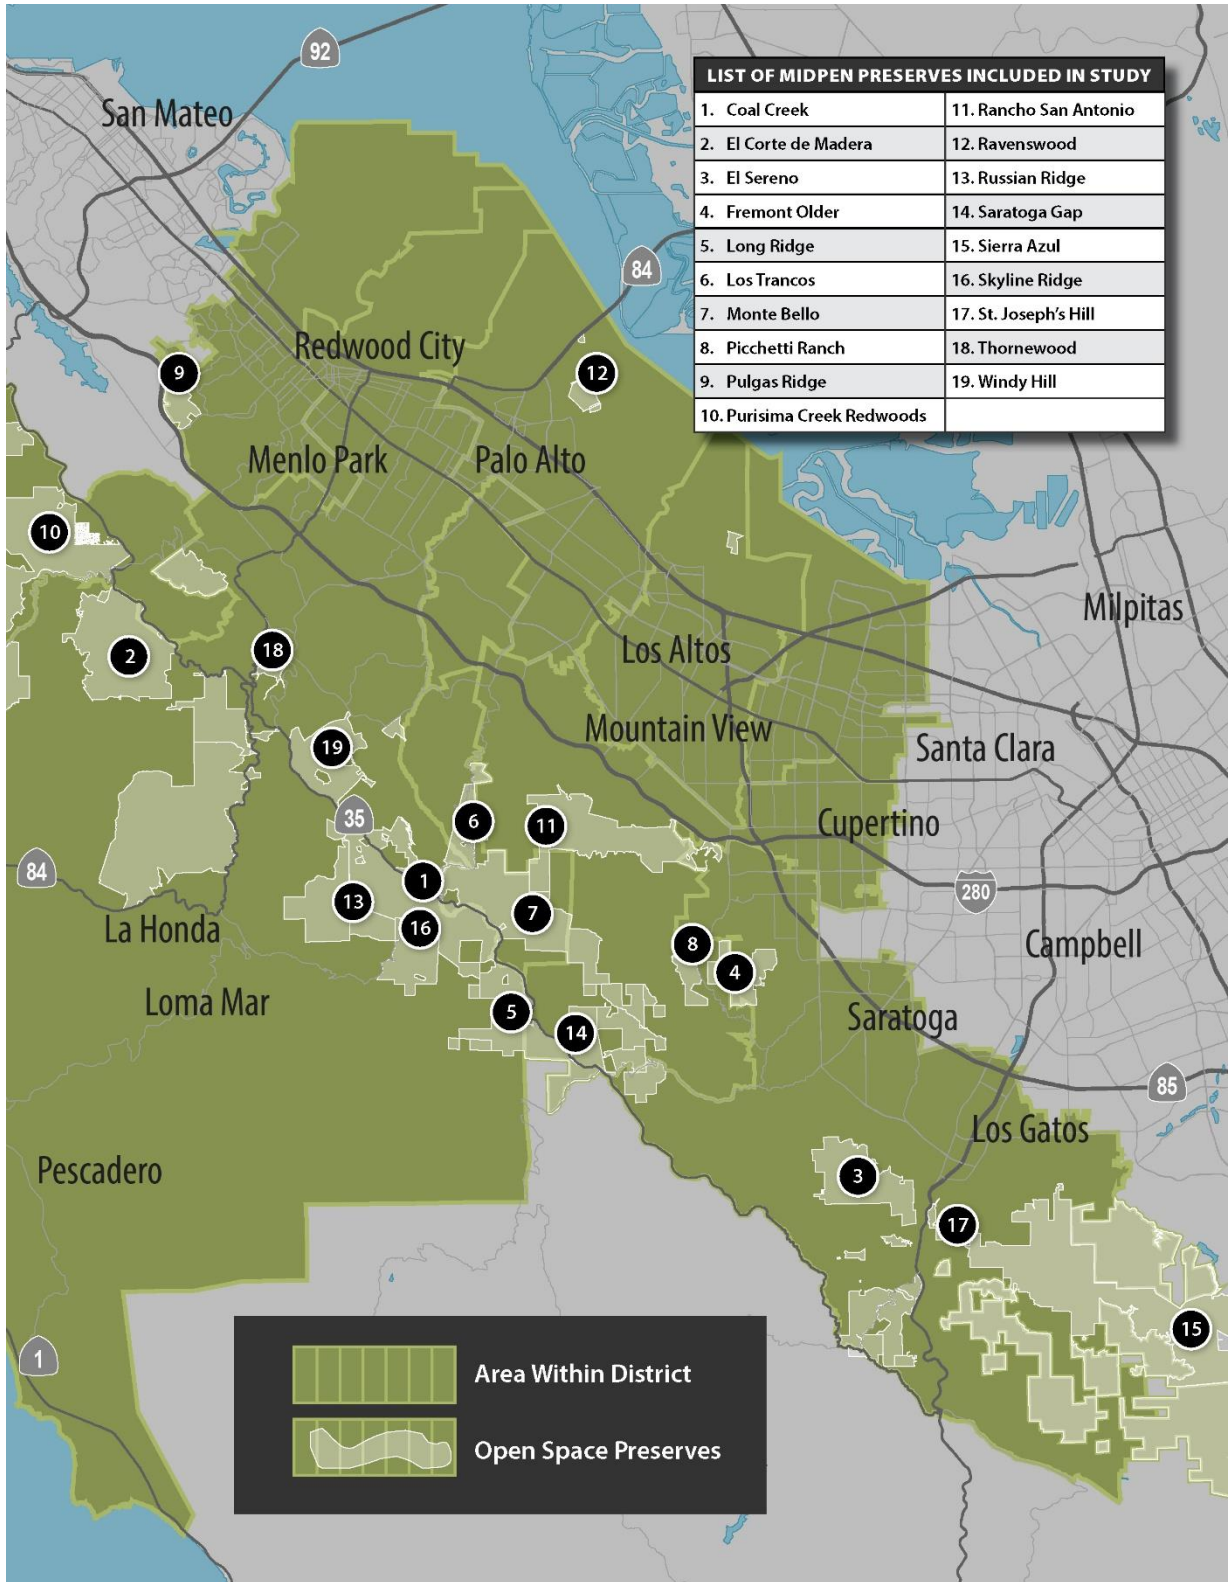 92
San Mateo
LIST OF MIDPEN PRESERVES INCLUDED IN STUDY
1. Coal Creek
11. Rancho San Antonio
2. El Corte de Madera
12. Ravenswood
3. El Sereno
13. Russian Ridge
4. Fremont Older
14. Saratoga Gap
5. Long Ridge
15. Sierra Azul
6. Los Trancos
16. Skyline Ridge
7. Monte Bello
17. St. Joseph's Hill
8. Picchetti Ranch
18. Thornewood
9. Pulgas Ridge
19. Windy Hill
10. Purisima Creek Redwoods
84
Redwood City
9
12
Menlo Park
Palo Alto
10
Milpitas
2
18
Los Altos
Mountain View
19
Santa Clara
35
6
11
Cupertino
84
1
280
13
7
La Honda
16
8
Campbell
4
Loma Mar
5
14
Saratoga
85
Los Gatos
Pescadero
3
17
15
1
Area Within District
Open Space Preserves